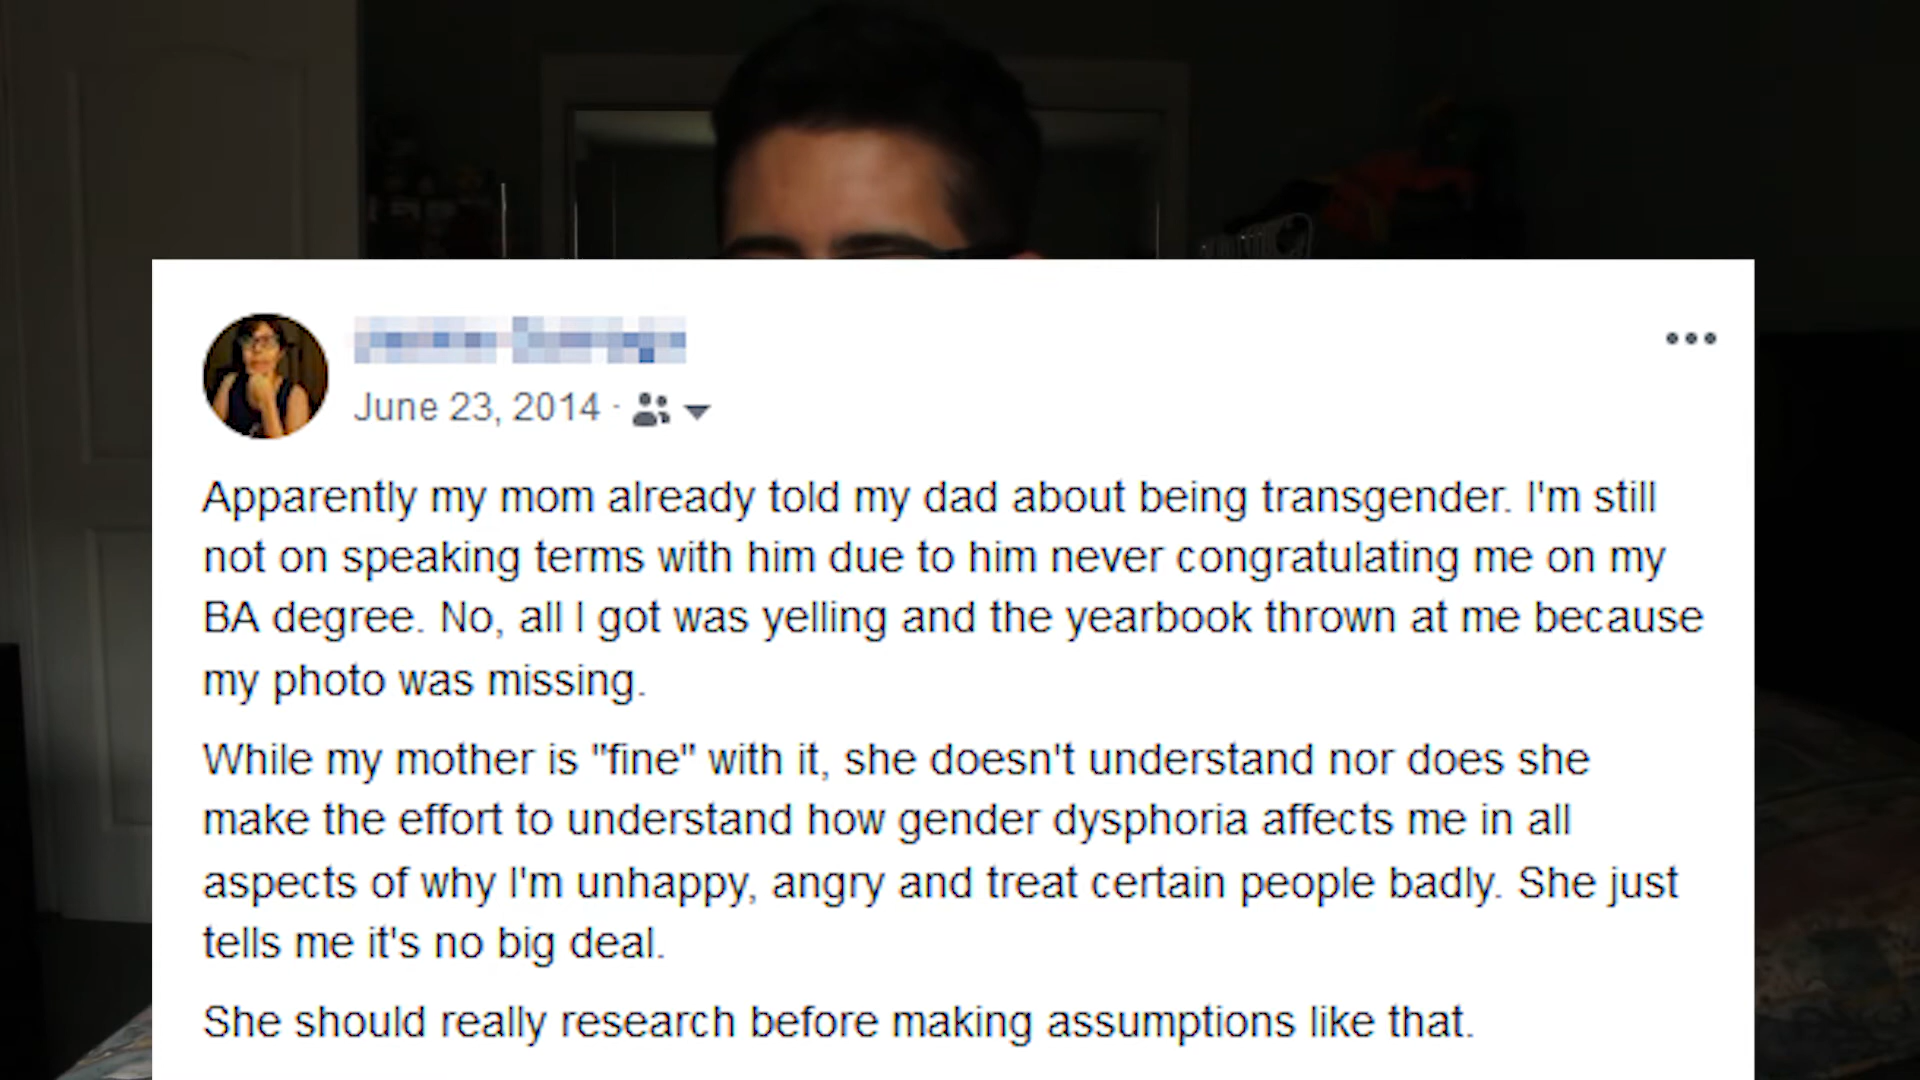 June 23, 2014 ·
Apparently my mom already told my dad about being transgender. I'm still
not on speaking terms with him due to him never congratulating me on my
BA degree. No, all I got was yelling and the yearbook thrown at me because
my photo was missing.
While my mother is "fine" with it, she doesn't understand nor does she
make the effort to understand how gender dysphoria affects me in all
aspects of why I'm unhappy, angry and treat certain people badly. She just
tells me it's no big deal.
She should really research before making assumptions like that.